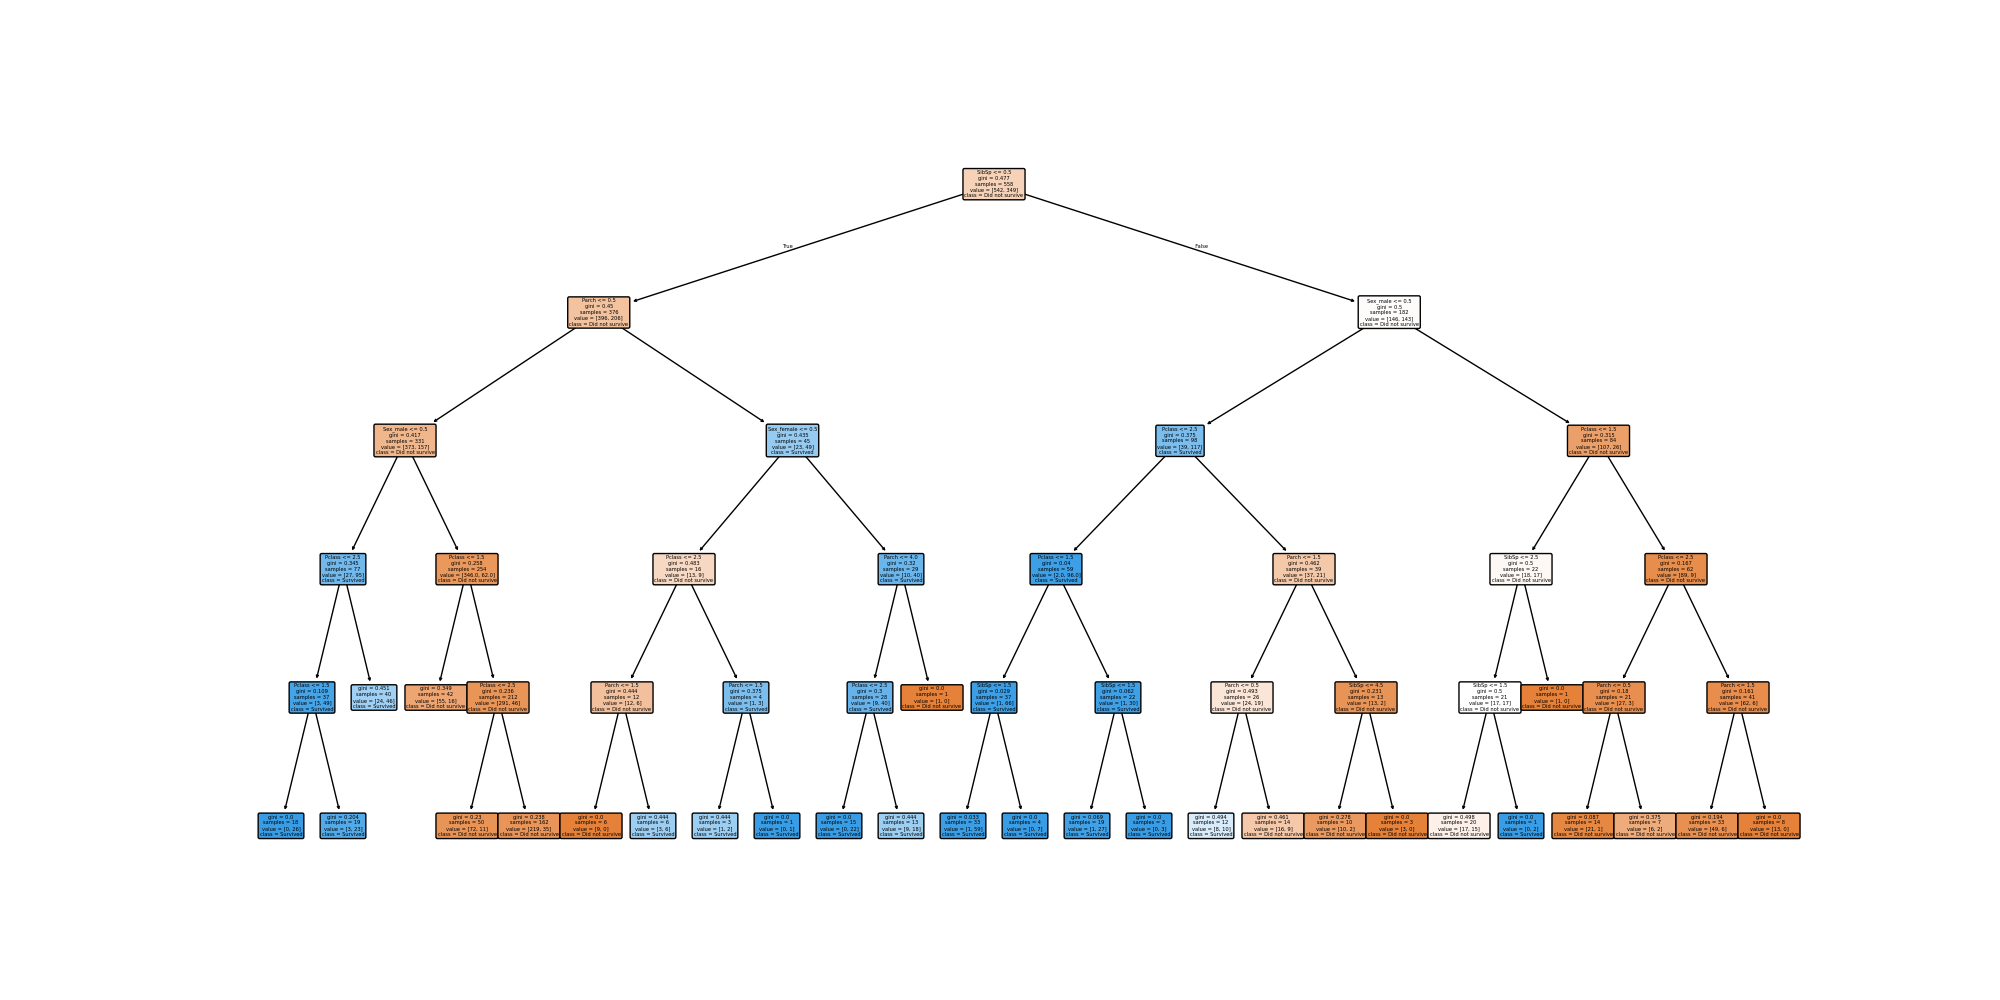 SibSp <= 0.5
gini = 0.477
samples = 558
value = [542, 349]
class = Did not survive
True
False
Parch <= 0.5
gini = 0.45
samples = 376
value = [396, 206]
class = Did not survive
Sex_male <= 0.5
gini = 0.5
samples = 182
value = [146, 143]
class = Did not survive
Sex_male <= 0.5
gini = 0.417
samples = 331
value = [373, 157]
class = Did not survive
Sex_female <= 0.5
gini = 0.435
samples = 45
value = [23, 49]
class = Survived
Pclass <= 2.5
gini = 0.375
samples = 98
value = [39, 117]
class = Survived
Pclass <= 1.5
gini = 0.315
samples = 84
value = [107, 26]
class = Did not survive
Pclass <= 2.5
gini = 0.345
samples = 77
value = [27, 95]
class = Survived
Pclass <= 1.5
gini = 0.258
samples = 254
value = [346.0, 62.0]
class = Did not survive
Pclass <= 2.5
gini = 0.483
samples = 16
value = [13, 9]
class = Did not survive
Parch <= 4.0
gini = 0.32
samples = 29
value = [10, 40]
class = Survived
Pclass <= 1.5
gini = 0.04
samples = 59
value = [2.0, 96.0]
class = Survived
Parch <= 1.5
gini = 0.462
samples = 39
value = [37, 21]
class = Did not survive
SibSp <= 2.5
gini = 0.5
samples = 22
value = [18, 17]
class = Did not survive
Pclass <= 2.5
gini = 0.167
samples = 62
value = [89, 9]
class = Did not survive
Pclass <= 1.5
gini = 0.109
samples = 37
value = [3, 49]
class = Survived
gini = 0.451
samples = 40
value = [24, 46]
class = Survived
gini = 0.349
samples = 42
value = [55, 16]
class = Did not survive
Pclass <= 2.5
gini = 0.236
samples = 212
value = [291, 46]
class = Did not survive
Parch <= 1.5
gini = 0.444
samples = 12
value = [12, 6]
class = Did not survive
Parch <= 1.5
gini = 0.375
samples = 4
value = [1, 3]
class = Survived
Pclass <= 2.5
gini = 0.3
samples = 28
value = [9, 40]
class = Survived
gini = 0.0
samples = 1
value = [1, 0]
class = Did not survive
SibSp <= 1.5
gini = 0.029
samples = 37
value = [1, 66]
class = Survived
SibSp <= 1.5
gini = 0.062
samples = 22
value = [1, 30]
class = Survived
Parch <= 0.5
gini = 0.493
samples = 26
value = [24, 19]
class = Did not survive
SibSp <= 4.5
gini = 0.231
samples = 13
value = [13, 2]
class = Did not survive
SibSp <= 1.5
gini = 0.5
samples = 21
value = [17, 17]
class = Did not survive
gini = 0.0
samples = 1
value = [1, 0]
class = Did not survive
Parch <= 0.5
gini = 0.18
samples = 21
value = [27, 3]
class = Did not survive
Parch <= 1.5
gini = 0.161
samples = 41
value = [62, 6]
class = Did not survive
gini = 0.0
samples = 18
value = [0, 26]
class = Survived
gini = 0.204
samples = 19
value = [3, 23]
class = Survived
gini = 0.23
samples = 50
value = [72, 11]
class = Did not survive
gini = 0.238
samples = 162
value = [219, 35]
class = Did not survive
gini = 0.0
samples = 6
value = [9, 0]
class = Did not survive
gini = 0.444
samples = 6
value = [3, 6]
class = Survived
gini = 0.444
samples = 3
value = [1, 2]
class = Survived
gini = 0.0
samples = 1
value = [0, 1]
class = Survived
gini = 0.0
samples = 15
value = [0, 22]
class = Survived
gini = 0.444
samples = 13
value = [9, 18]
class = Survived
gini = 0.033
samples = 33
value = [1, 59]
class = Survived
gini = 0.0
samples = 4
value = [0, 7]
class = Survived
gini = 0.069
samples = 19
value = [1, 27]
class = Survived
gini = 0.0
samples = 3
value = [0, 3]
class = Survived
gini = 0.494
samples = 12
value = [8, 10]
class = Survived
gini = 0.461
samples = 14
value = [16, 9]
class = Did not survive
gini = 0.278
samples = 10
value = [10, 2]
class = Did not survive
gini = 0.0
samples = 3
value = [3, 0]
class = Did not survive
gini = 0.498
samples = 20
value = [17, 15]
class = Did not survive
gini = 0.0
samples = 1
value = [0, 2]
class = Survived
gini = 0.087
samples = 14
value = [21, 1]
class = Did not survive
gini = 0.375
samples = 7
value = [6, 2]
class = Did not survive
gini = 0.194
samples = 33
value = [49, 6]
class = Did not survive
gini = 0.0
samples = 8
value = [13, 0]
class = Did not survive